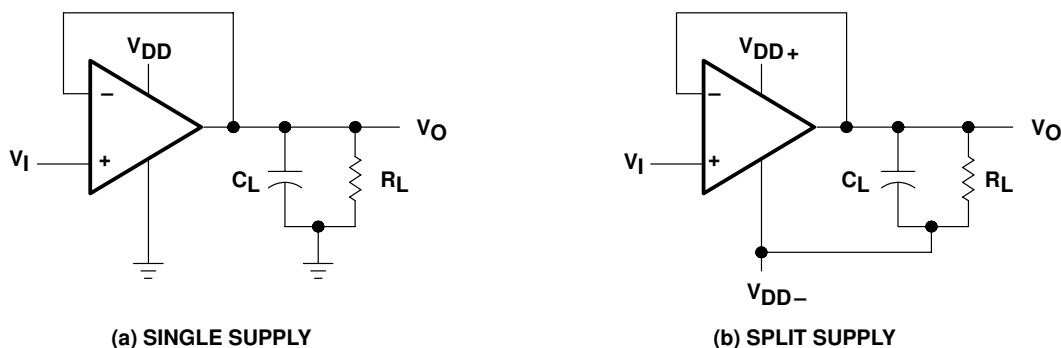 VDD
−
VI
+
CL
RL
VO
(a) SINGLE SUPPLY
VDD+
−
VI
+
CL
RL
VO
VDD−
(b) SPLIT SUPPLY